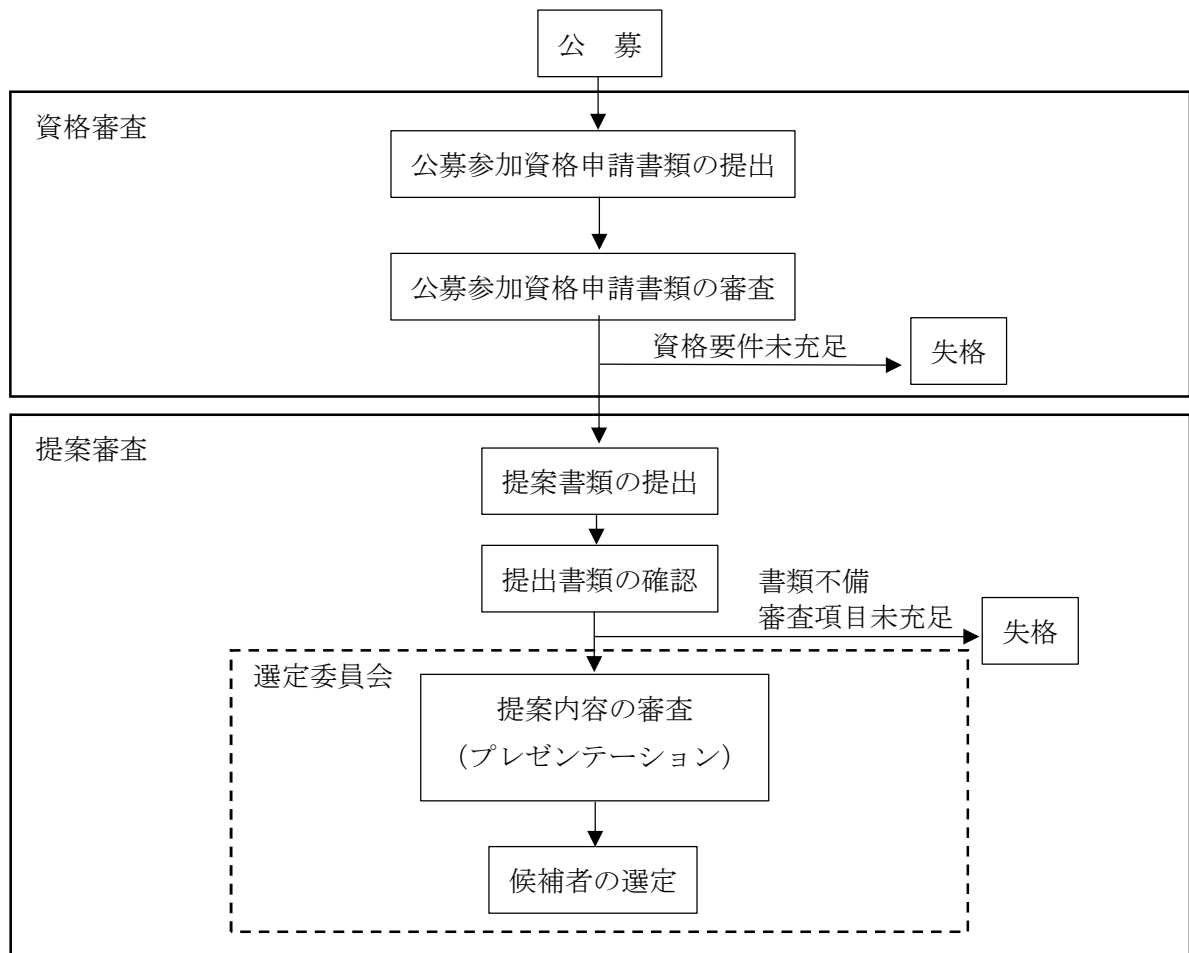 公　募
資格審査
公募参加資格申請書類の提出
公募参加資格申請書類の審査
資格要件未充足
失格
提案審査
提案書類の提出
提出書類の確認
書類不備
審査項目未充足
失格
選定委員会
提案内容の審査
（プレゼンテーション）
候補者の選定